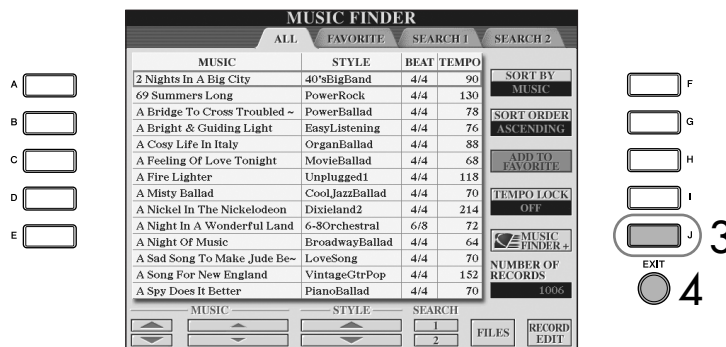 MUSIC FINDER
ALL FAVORITE SEARCH 1 SEARCH 2
MUSIC STYLE BEAT TEMPO
2 Nights In A Big City 40'sBigBand 4/4 90
69 Summers Long PowerRock 4/4 130
A Bridge To Cross Troubled ~ PowerBallad 4/4 78
A Bright & Guiding Light EasyListening 4/4 76
A Cosy Life In Italy OrganBallad 4/4 88
A Feeling Of Love Tonight MovieBallad 4/4 68
A Fire Lighter Unplugged1 4/4 118
A Misty Ballad CoolJazzBallad 4/4 70
A Nickel In The Nickelodeon Dixieland2 4/4 214
A Night In A Wonderful Land 6-8Orchestral 6/8 72
A Night Of Music BroadwayBallad 4/4 64
A Sad Song To Make Jude Be~ LoveSong 4/4 70
A Song For New England VintageGtrPop 4/4 152
A Spy Does It Better PianoBallad 4/4 70
SORT BY
MUSIC
SORT ORDER
ASCENDING
ADD TO
FAVORITE
TEMPO LOCK
OFF
MUSIC
FINDER +
NUMBER OF
RECORDS
1006
MUSIC STYLE SEARCH
1
2
FILES
RECORD
EDIT
A
B
C
D
E
F
G
H
I
J
3
EXIT
4